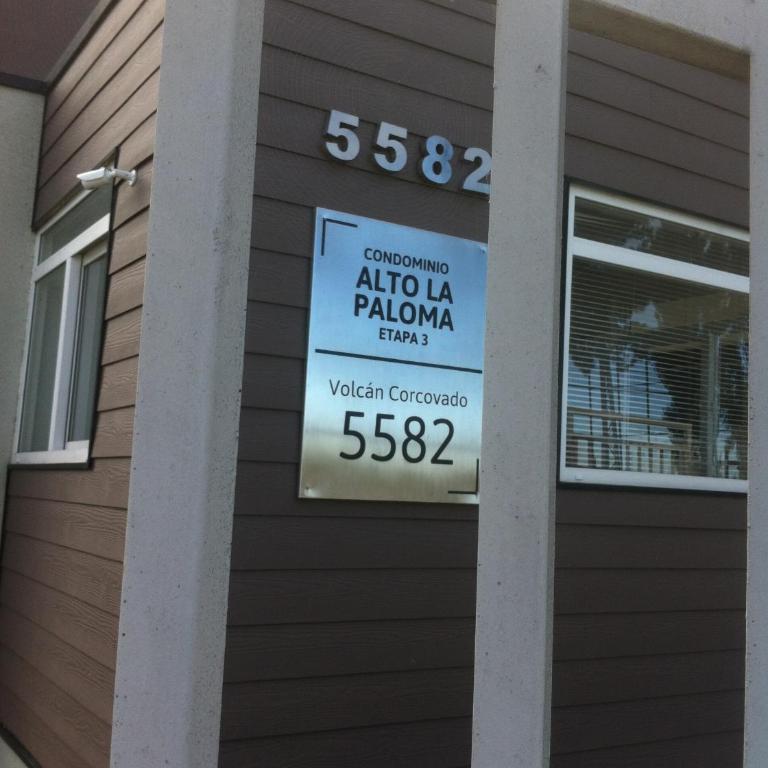 5582
CONDOMINIO
ALTO LA
PALOMA
ETAPA 3
Volcán Corcovado
5582